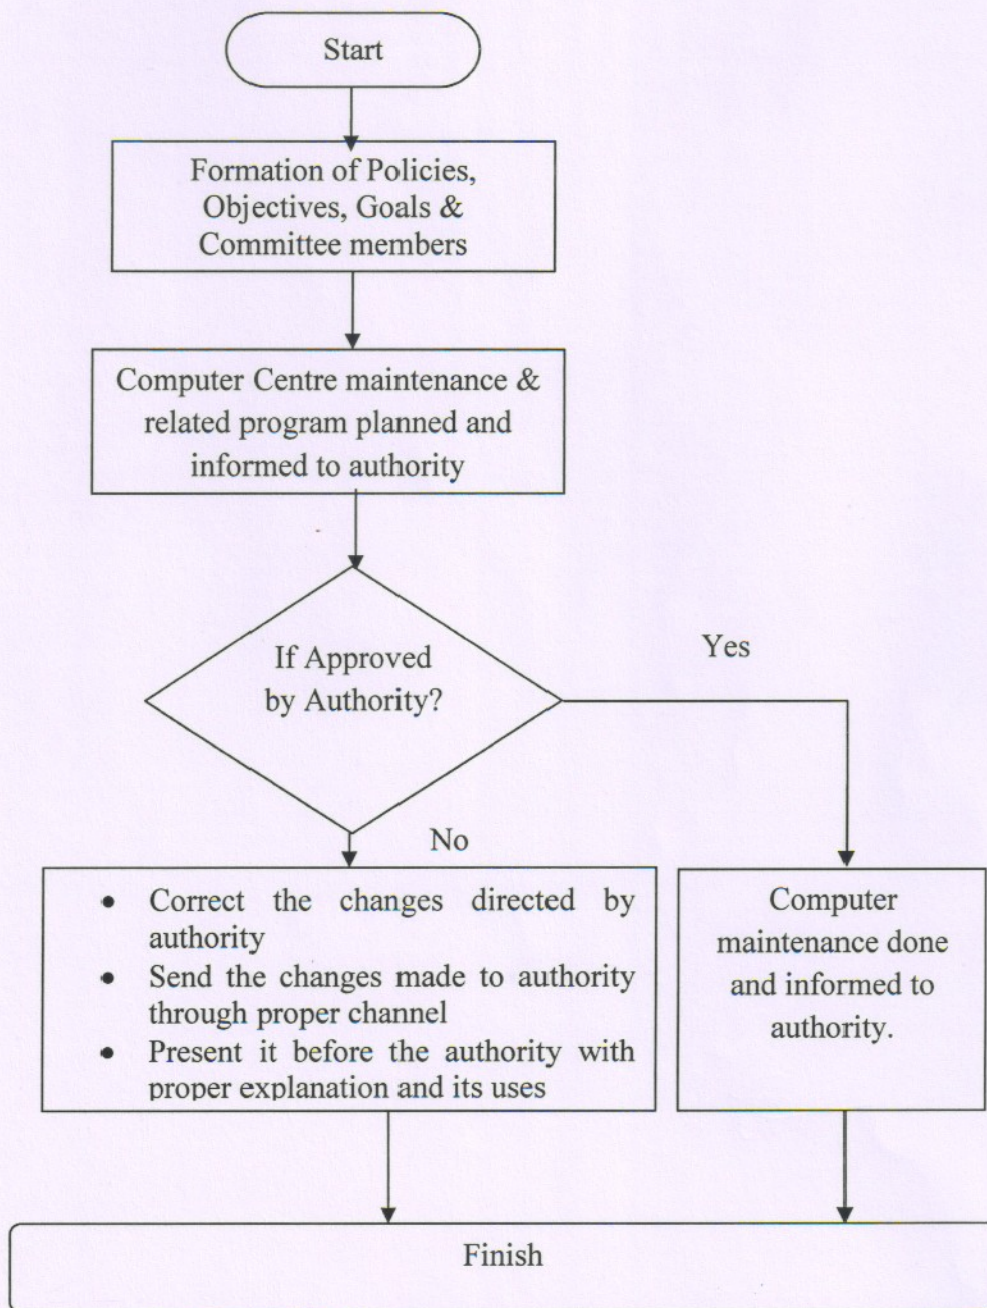 Start
Formation of Policies,
Objectives, Goals &
Committee members
Computer Centre maintenance &
related program planned and
informed to authority
If Approved
by Authority?
Yes
No
• Correct the changes directed by
authority
• Send the changes made to authority
through proper channel
• Present it before the authority with
proper explanation and its uses
Computer
maintenance done
and informed to
authority.
Finish